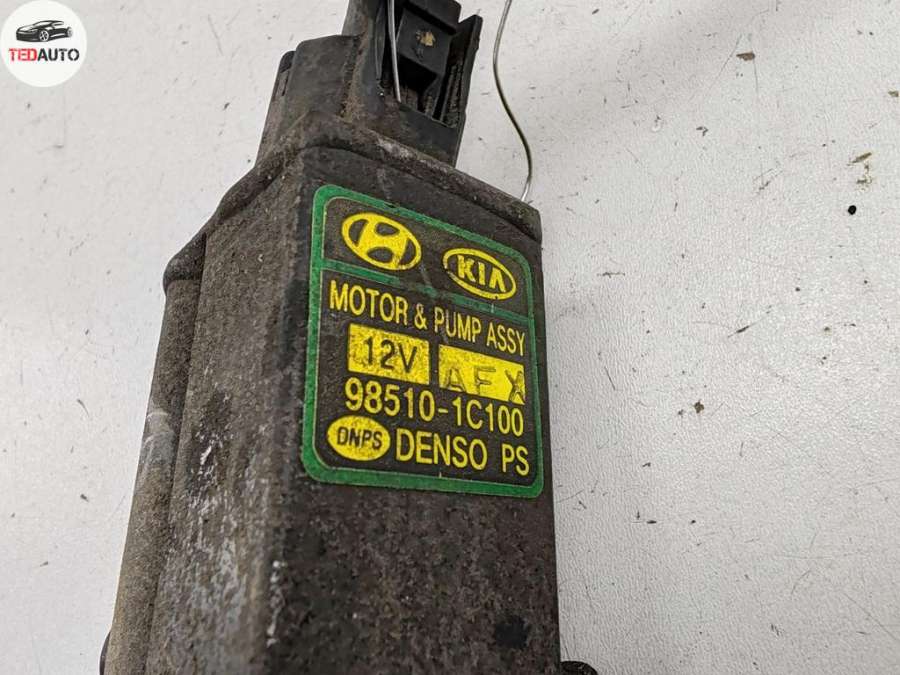 TEDAUTO
KIA
MOTOR & PUMP ASSY
12V AFX
98510-1C100
DNPS DENSO PS